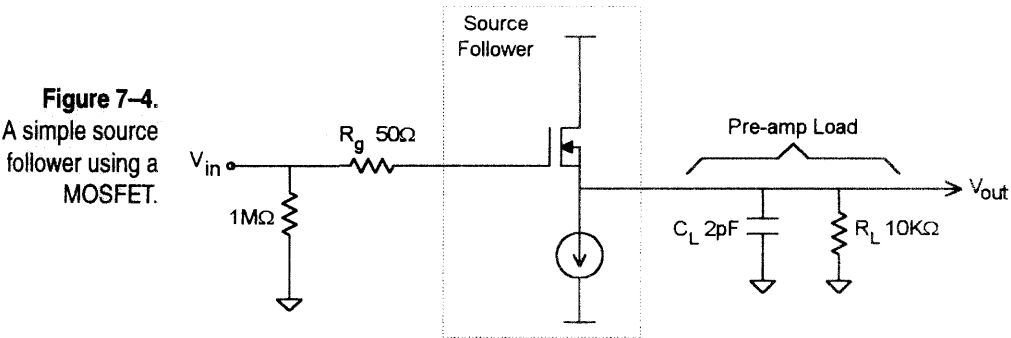 Figure 7–4.
A simple source
follower using a
MOSFET.
Source
Follower
Vin
Rg 50Ω
1MΩ
Pre-amp Load
CL 2pF
RL 10KΩ
Vout